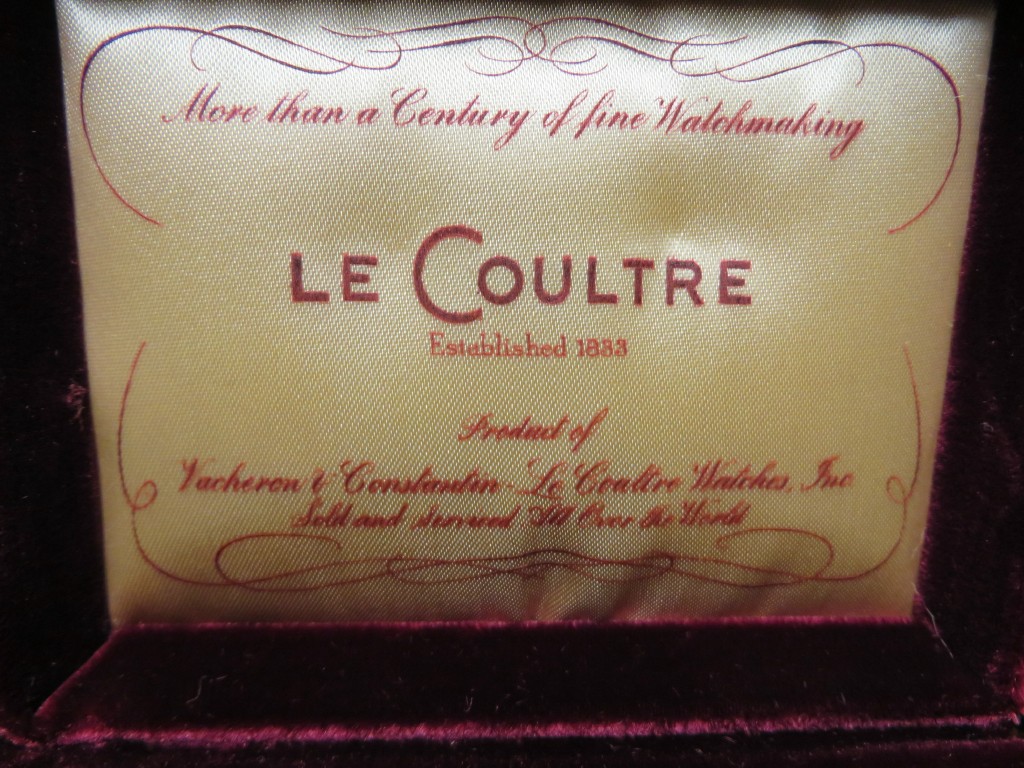 More than a Century of fine Watchmaking
LE COULTRE
Established 1833
Product of
Vacheron & Constantin - Le Coultre Watches, Inc
Sold and serviced All Over the World